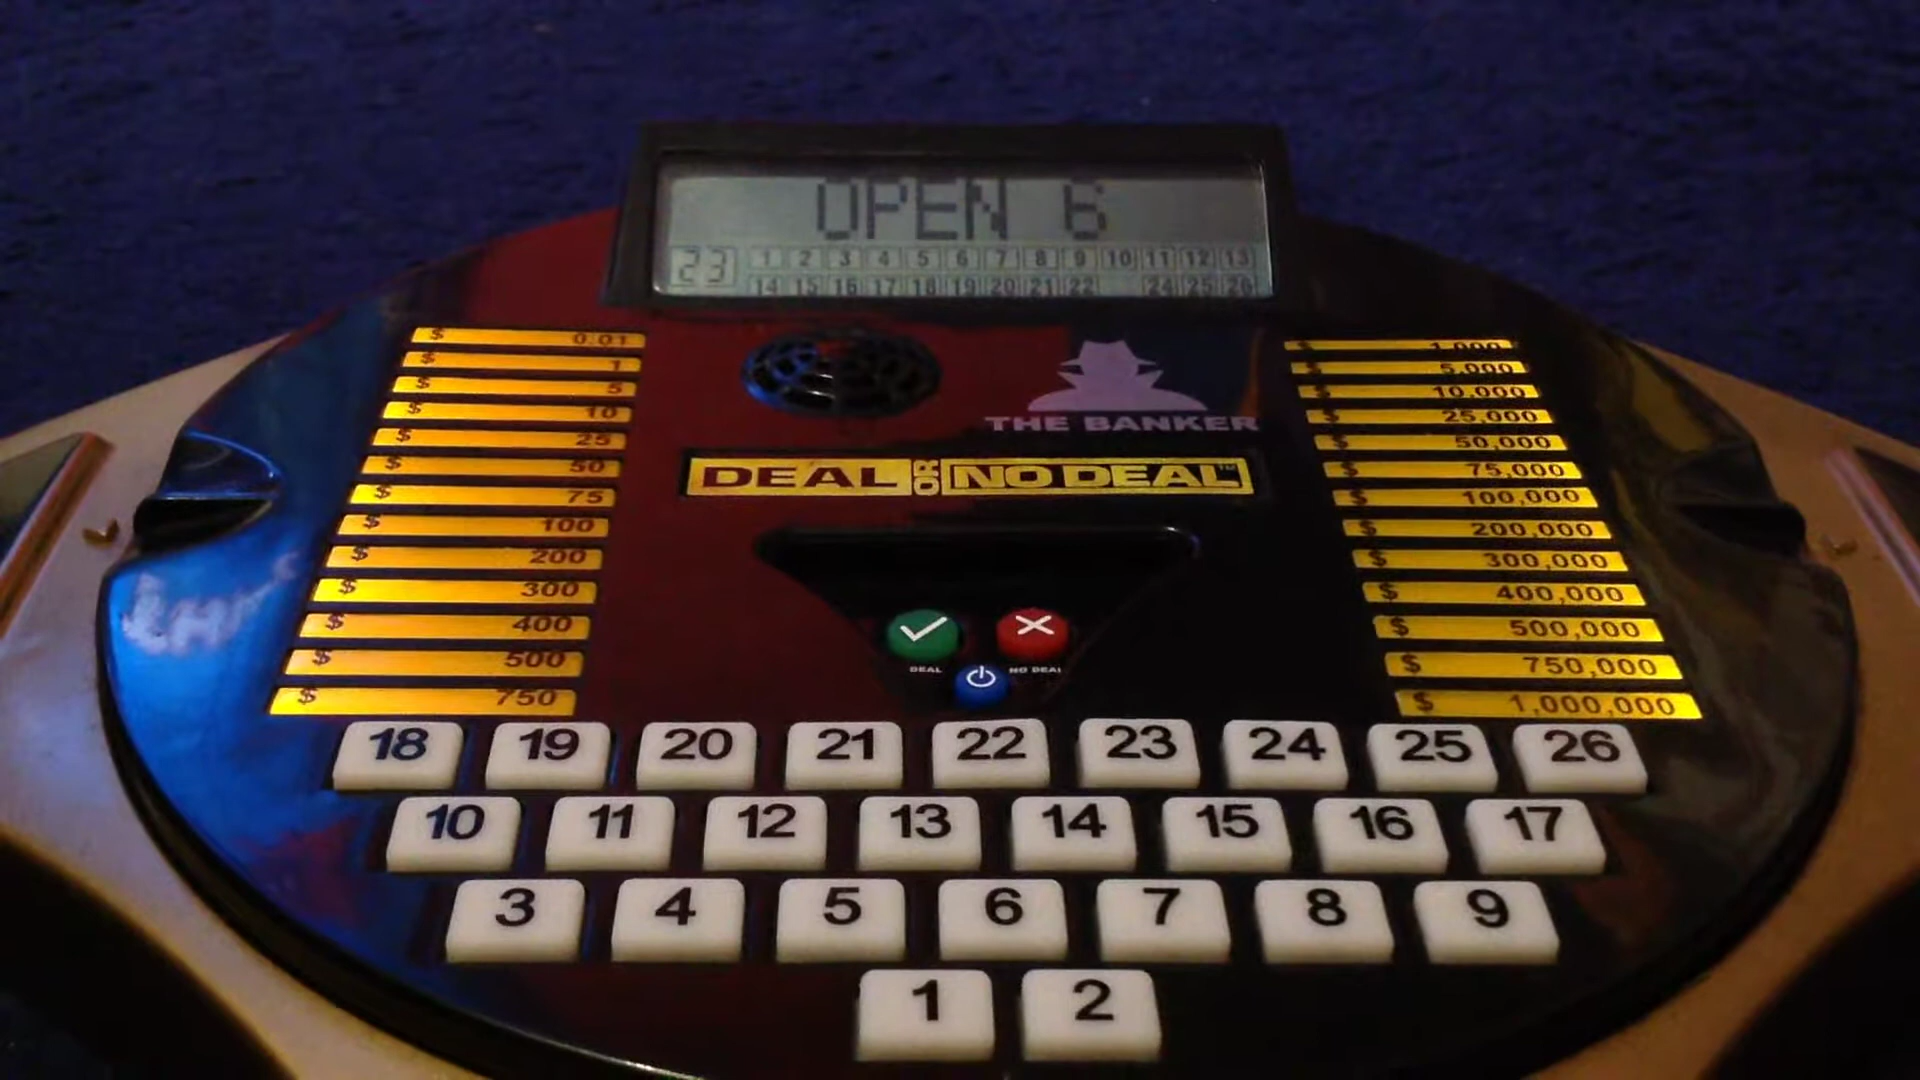 OPEN 6
23
1 2 3 4 5 6 7 8 9 10 11 12 13
14 15 16 17 18 19 20 21 22 24 25 26
$ 0.01
$ 1
$ 5
$ 10
$ 25
$ 50
$ 75
$ 100
$ 200
$ 300
$ 400
$ 500
$ 750
THE BANKER
DEAL OR NO DEAL™
DEAL
NO DEAL
$ 1,000
$ 5,000
$ 10,000
$ 25,000
$ 50,000
$ 75,000
$ 100,000
$ 200,000
$ 300,000
$ 400,000
$ 500,000
$ 750,000
$ 1,000,000
18 19 20 21 22 23 24 25 26
10 11 12 13 14 15 16 17
3 4 5 6 7 8 9
1 2